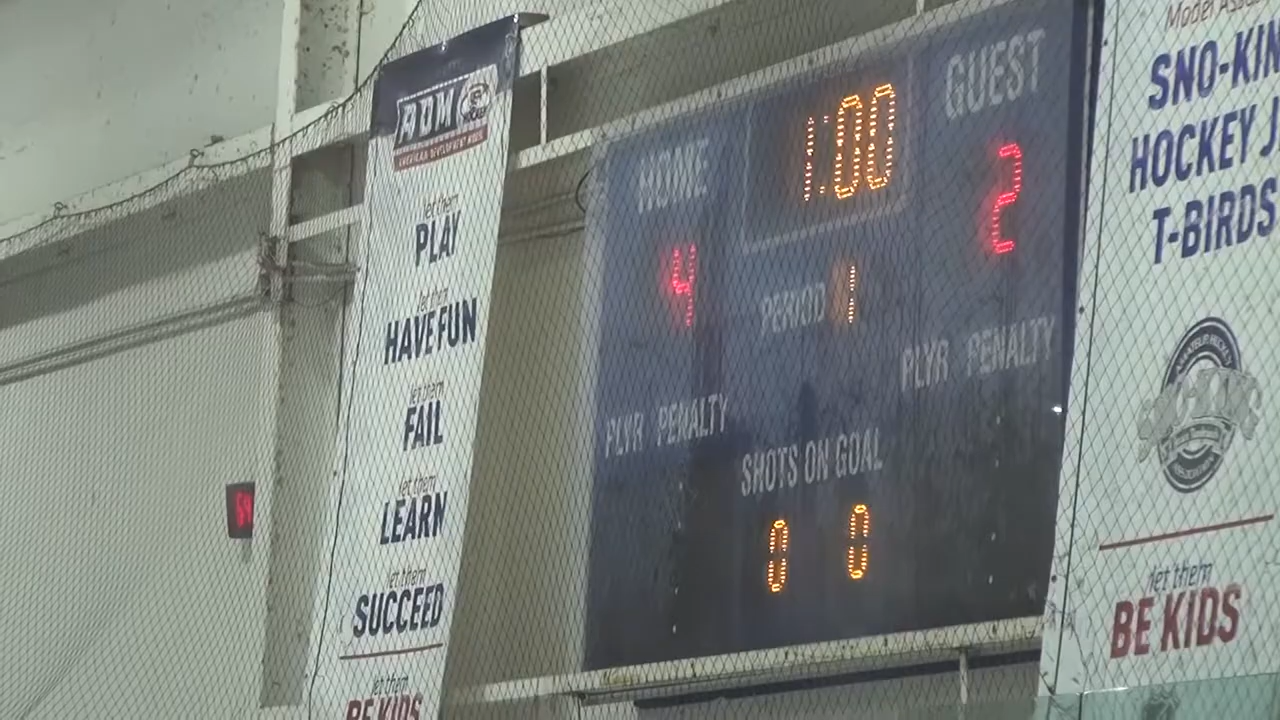 ADM
AMERICAN DEVELOPMENT MODEL
let them
PLAY
let them
HAVE FUN
let them
FAIL
let them
LEARN
let them
SUCCEED
let them
BE KIDS
HOME
1:00
GUEST
4
2
PERIOD 1
PLYR PENALTY
PLYR PENALTY
SHOTS ON GOAL
0 0
Model
SNO-KIN
HOCKEY J
T-BIRDS
let them
BE KIDS